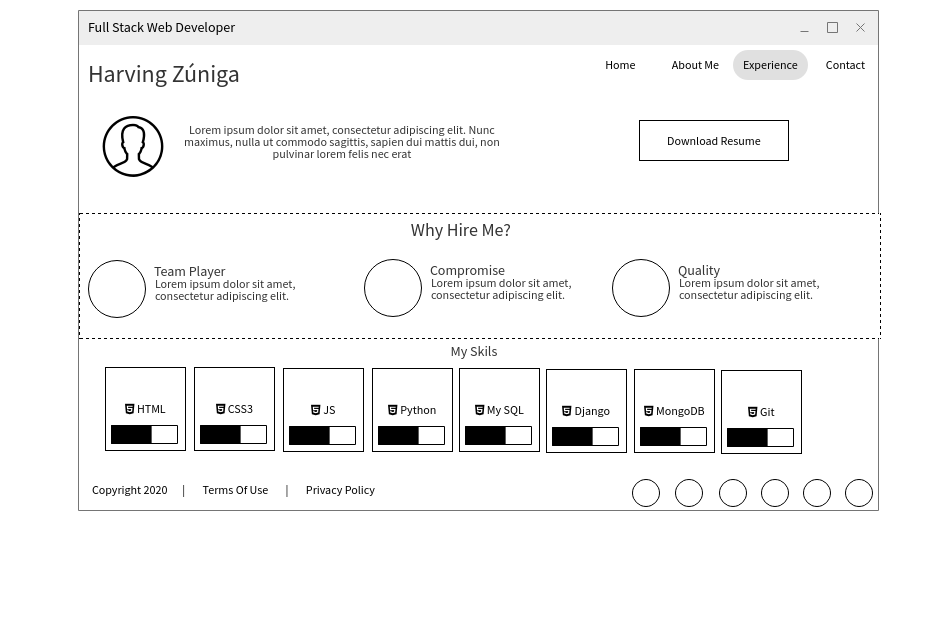 Full Stack Web Developer
Harving Zúniga
Home About Me Experience Contact
Lorem ipsum dolor sit amet, consectetur adipiscing elit. Nunc
maximus, nulla ut commodo sagittis, sapien dui mattis dui, non
pulvinar lorem felis nec erat
Download Resume
Why Hire Me?
Team Player
Lorem ipsum dolor sit amet,
consectetur adipiscing elit.
Compromise
Lorem ipsum dolor sit amet,
consectetur adipiscing elit.
Quality
Lorem ipsum dolor sit amet,
consectetur adipiscing elit.
My Skils
HTML CSS3 JS Python My SQL Django MongoDB Git
Copyright 2020 | Terms Of Use | Privacy Policy